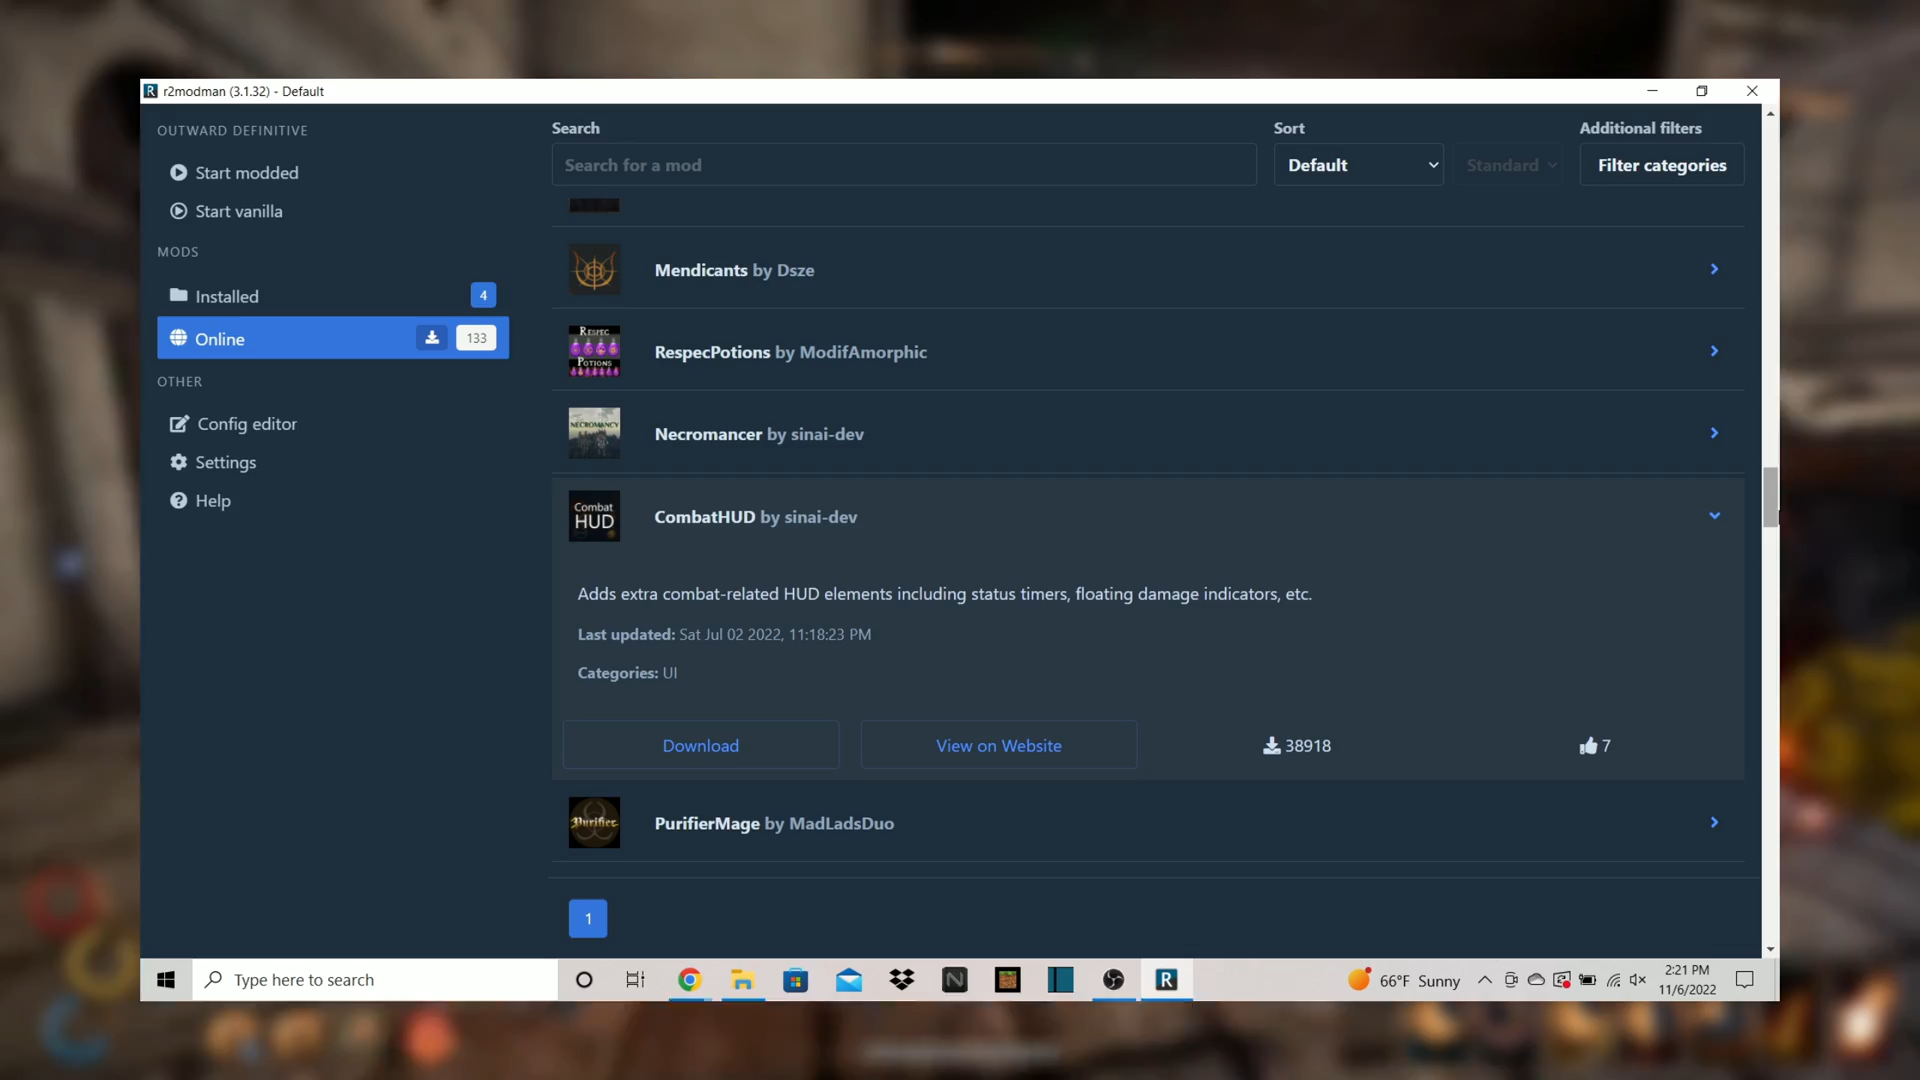 r2modman (3.1.32) - Default
OUTWARD DEFINITIVE
Start modded
Start vanilla
MODS
Installed 4
Online 133
OTHER
Config editor
Settings
Help
Search
Search for a mod
Sort
Default
Standard
Additional filters
Filter categories
Mendicants by Dsze
RESPEC
POTIONS
RespecPotions by ModifAmorphic
NECROMANCY
Necromancer by sinai-dev
Combat
HUD
CombatHUD by sinai-dev
Adds extra combat-related HUD elements including status timers, floating damage indicators, etc.
Last updated: Sat Jul 02 2022, 11:18:23 PM
Categories: UI
Download
View on Website
38918
7
Purifier
PurifierMage by MadLadsDuo
1
Type here to search
N
R
66°F Sunny
2:21 PM
11/6/2022